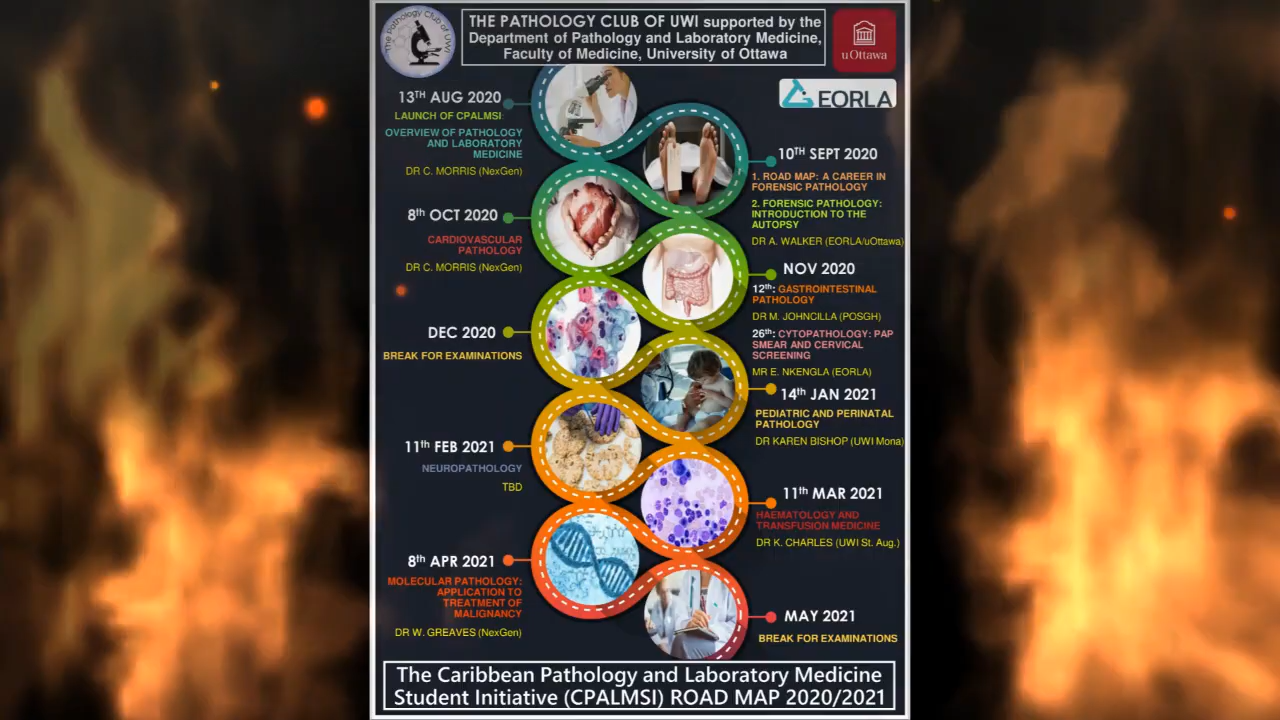 The Pathology Club of UWI
THE PATHOLOGY CLUB OF UWI supported by the
Department of Pathology and Laboratory Medicine,
Faculty of Medicine, University of Ottawa
uOttawa
EORLA
13TH AUG 2020
LAUNCH OF CPALMSI:
OVERVIEW OF PATHOLOGY
AND LABORATORY
MEDICINE
DR C. MORRIS (NexGen)
10TH SEPT 2020
1. ROAD MAP: A CAREER IN
FORENSIC PATHOLOGY
2. FORENSIC PATHOLOGY:
INTRODUCTION TO THE
AUTOPSY
DR A. WALKER (EORLA/uOttawa)
8th OCT 2020
CARDIOVASCULAR
PATHOLOGY
DR C. MORRIS (NexGen)
NOV 2020
12th: GASTROINTESTINAL
PATHOLOGY
DR M. JOHNCILLA (POSGH)
26th: CYTOPATHOLOGY: PAP
SMEAR AND CERVICAL
SCREENING
MR E. NKENGLA (EORLA)
DEC 2020
BREAK FOR EXAMINATIONS
14th JAN 2021
PEDIATRIC AND PERINATAL
PATHOLOGY
DR KAREN BISHOP (UWI Mona)
11th FEB 2021
NEUROPATHOLOGY
TBD
11th MAR 2021
HAEMATOLOGY AND
TRANSFUSION MEDICINE
DR K. CHARLES (UWI St. Aug.)
8th APR 2021
MOLECULAR PATHOLOGY:
APPLICATION TO
TREATMENT OF
MALIGNANCY
DR W. GREAVES (NexGen)
MAY 2021
BREAK FOR EXAMINATIONS
The Caribbean Pathology and Laboratory Medicine
Student Initiative (CPALMSI) ROAD MAP 2020/2021